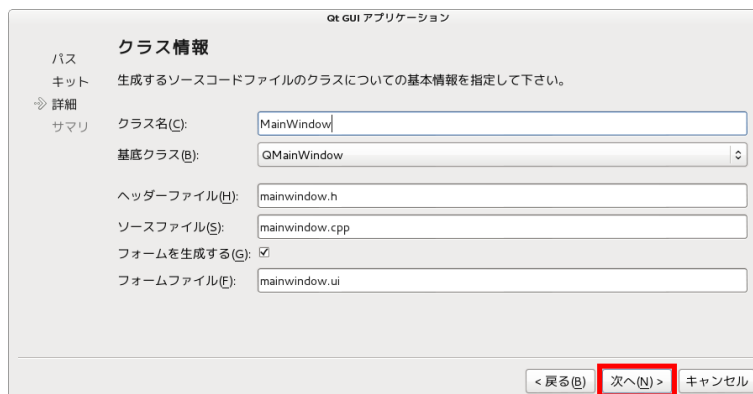 Qt GUI アプリケーション
パス
キット
詳細
サマリ
クラス情報
生成するソースコードファイルのクラスについての基本情報を指定して下さい。
クラス名(C): MainWindow
基底クラス(B): QMainWindow
ヘッダーファイル(H): mainwindow.h
ソースファイル(S): mainwindow.cpp
フォームを生成する(G):
フォームファイル(F): mainwindow.ui
< 戻る(B) 次へ(N) > キャンセル